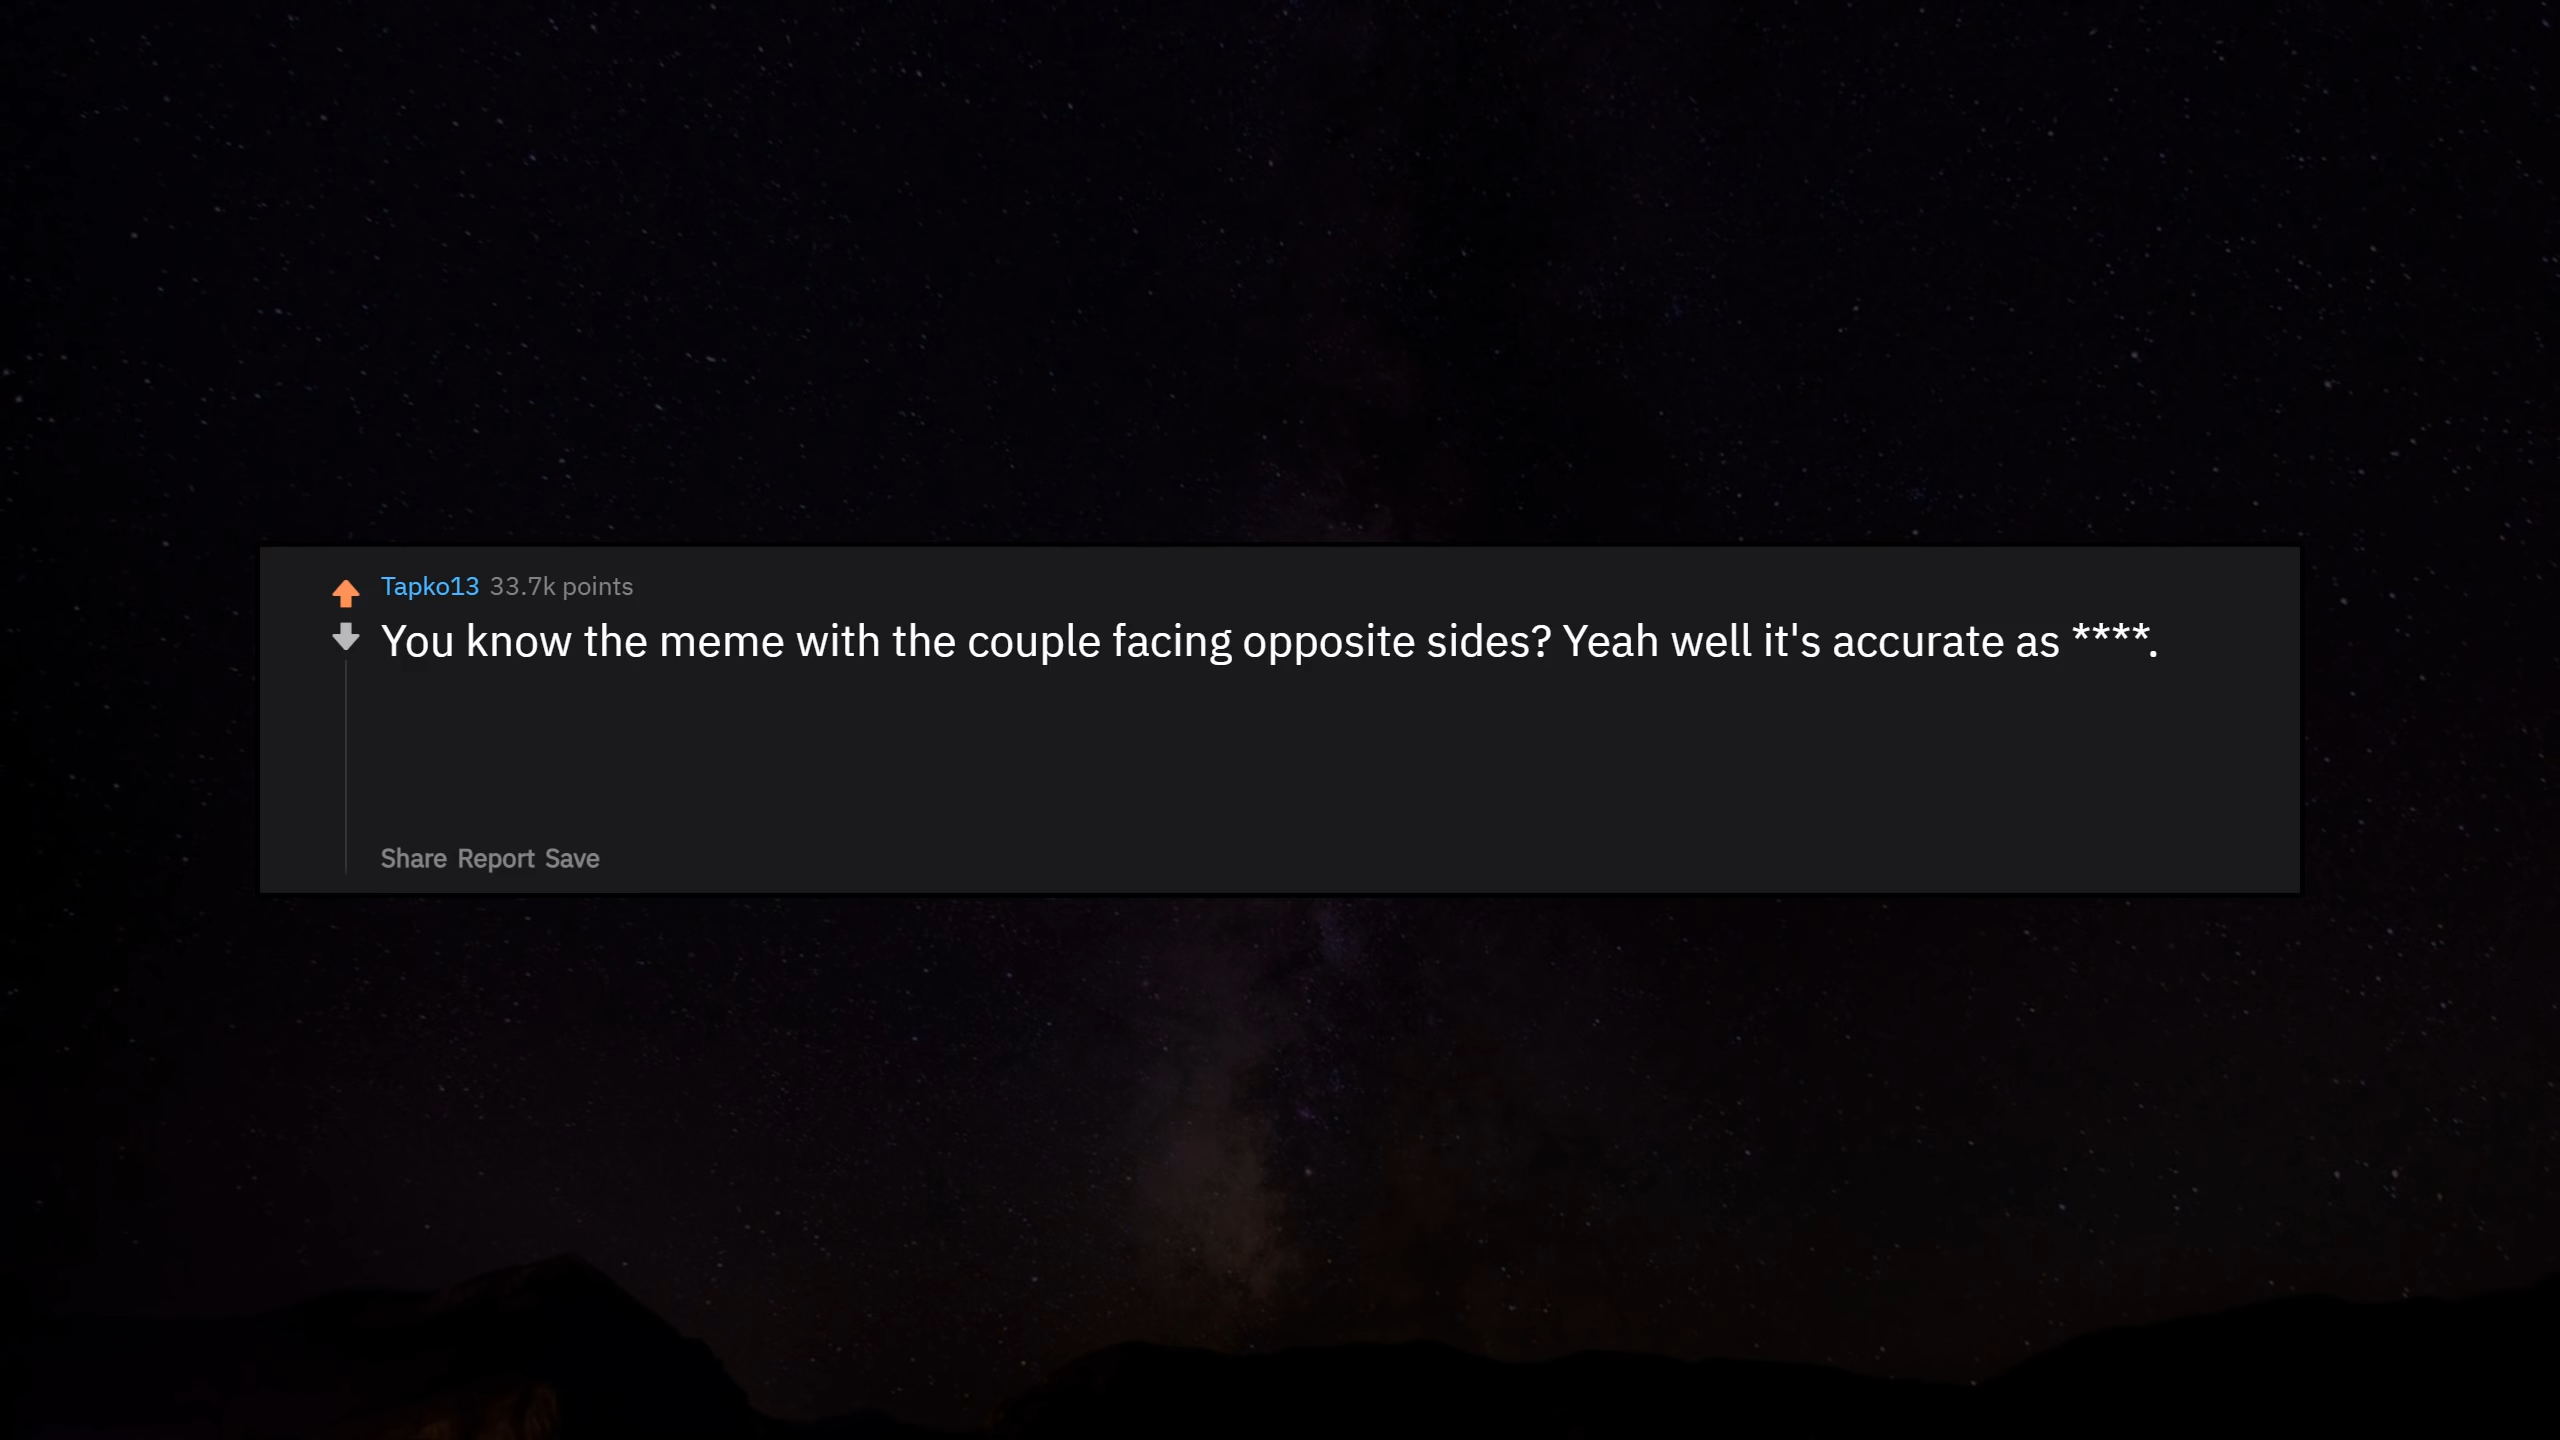 Tapko13 33.7k points
You know the meme with the couple facing opposite sides? Yeah well it's accurate as ****.
Share Report Save